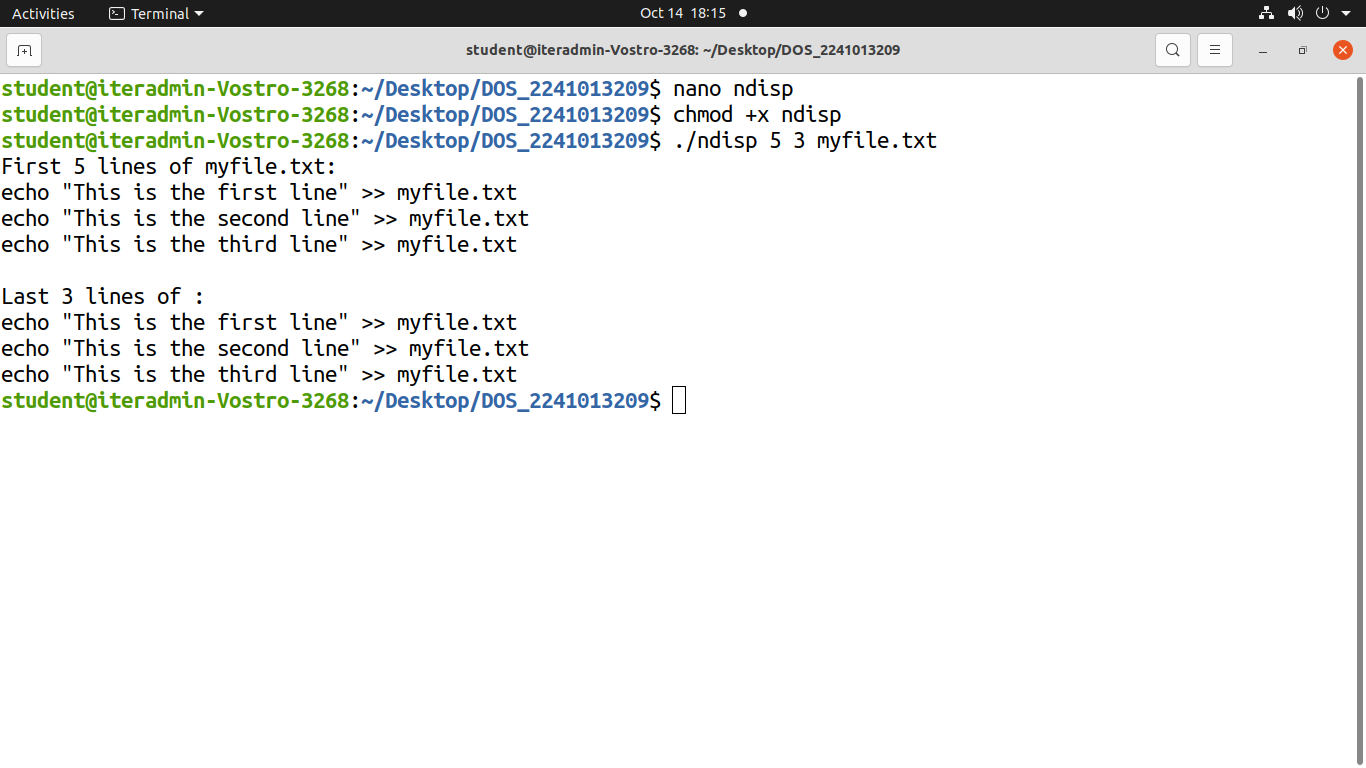 Activities Terminal Oct 14 18:15
student@iteradmin-Vostro-3268: ~/Desktop/DOS_2241013209
student@iteradmin-Vostro-3268:~/Desktop/DOS_2241013209$ nano ndisp
student@iteradmin-Vostro-3268:~/Desktop/DOS_2241013209$ chmod +x ndisp
student@iteradmin-Vostro-3268:~/Desktop/DOS_2241013209$ ./ndisp 5 3 myfile.txt
First 5 lines of myfile.txt:
echo "This is the first line" >> myfile.txt
echo "This is the second line" >> myfile.txt
echo "This is the third line" >> myfile.txt

Last 3 lines of :
echo "This is the first line" >> myfile.txt
echo "This is the second line" >> myfile.txt
echo "This is the third line" >> myfile.txt
student@iteradmin-Vostro-3268:~/Desktop/DOS_2241013209$